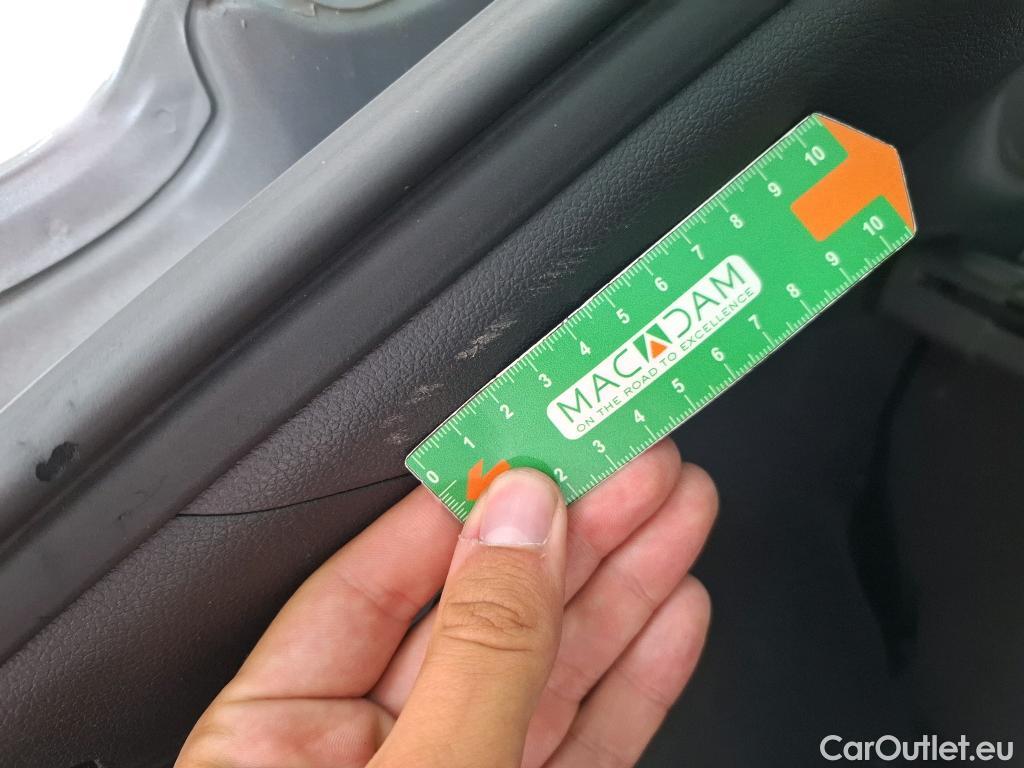 0 1 2 3 4 5 6 7 8 9 10
MACADAM
ON THE ROAD TO EXCELLENCE
2 3 4 5 6 7 8 9 10
CarOutlet.eu